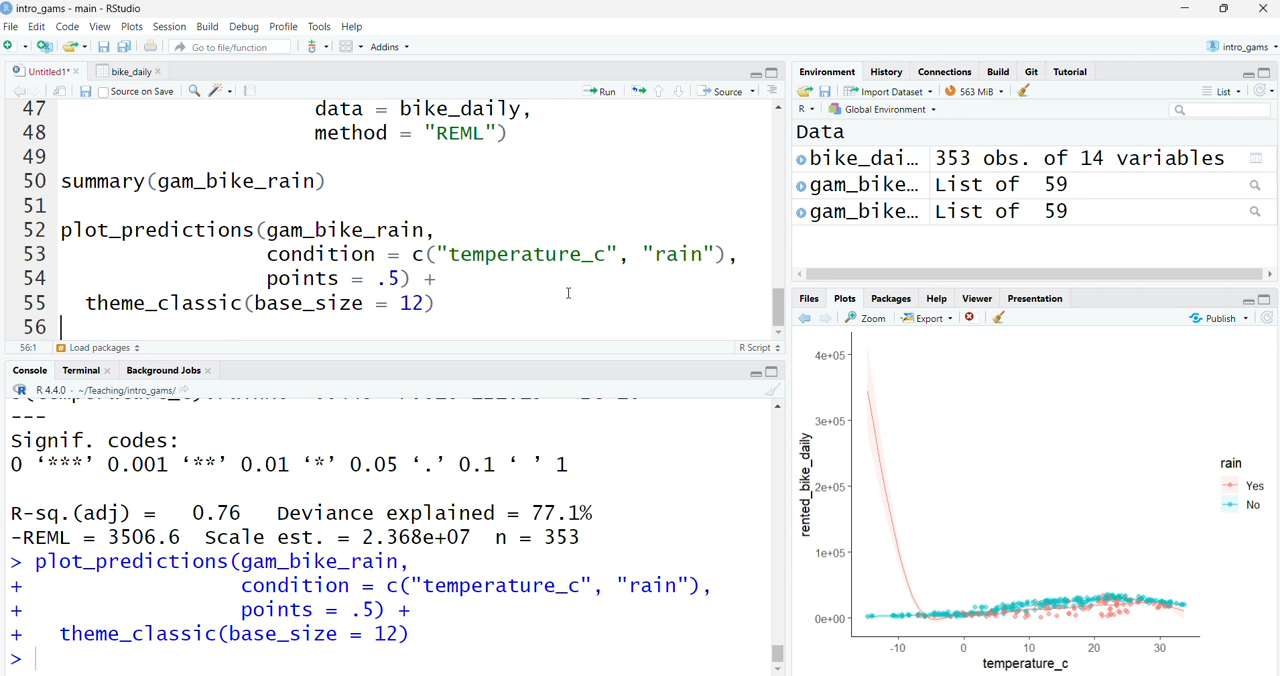 intro_gams - main - RStudio
File Edit Code View Plots Session Build Debug Profile Tools Help
Go to file/function Addins intro_gams
Untitled1* bike_daily
Source on Save Run Source
47 data = bike_daily,
48 method = "REML")
49
50 summary(gam_bike_rain)
51
52 plot_predictions(gam_bike_rain,
53 condition = c("temperature_c", "rain"),
54 points = .5) +
55 theme_classic(base_size = 12)
56
56:1 Load packages R Script
Console Terminal Background Jobs
R 4.4.0 · ~/Teaching/intro_gams/
---
Signif. codes:
0 ‘***’ 0.001 ‘**’ 0.01 ‘*’ 0.05 ‘.’ 0.1 ‘ ’ 1
R-sq.(adj) = 0.76 Deviance explained = 77.1%
-REML = 3506.6 Scale est. = 2.368e+07 n = 353
> plot_predictions(gam_bike_rain,
+ condition = c("temperature_c", "rain"),
+ points = .5) +
+ theme_classic(base_size = 12)
>
Environment History Connections Build Git Tutorial
Import Dataset 563 MiB List
R Global Environment
Data
bike_dai… 353 obs. of 14 variables
gam_bike… List of 59
gam_bike… List of 59
Files Plots Packages Help Viewer Presentation
Zoom Export Publish
4e+05
3e+05
2e+05
1e+05
0e+00
rented_bike_daily
-10 0 10 20 30
temperature_c
rain
Yes
No